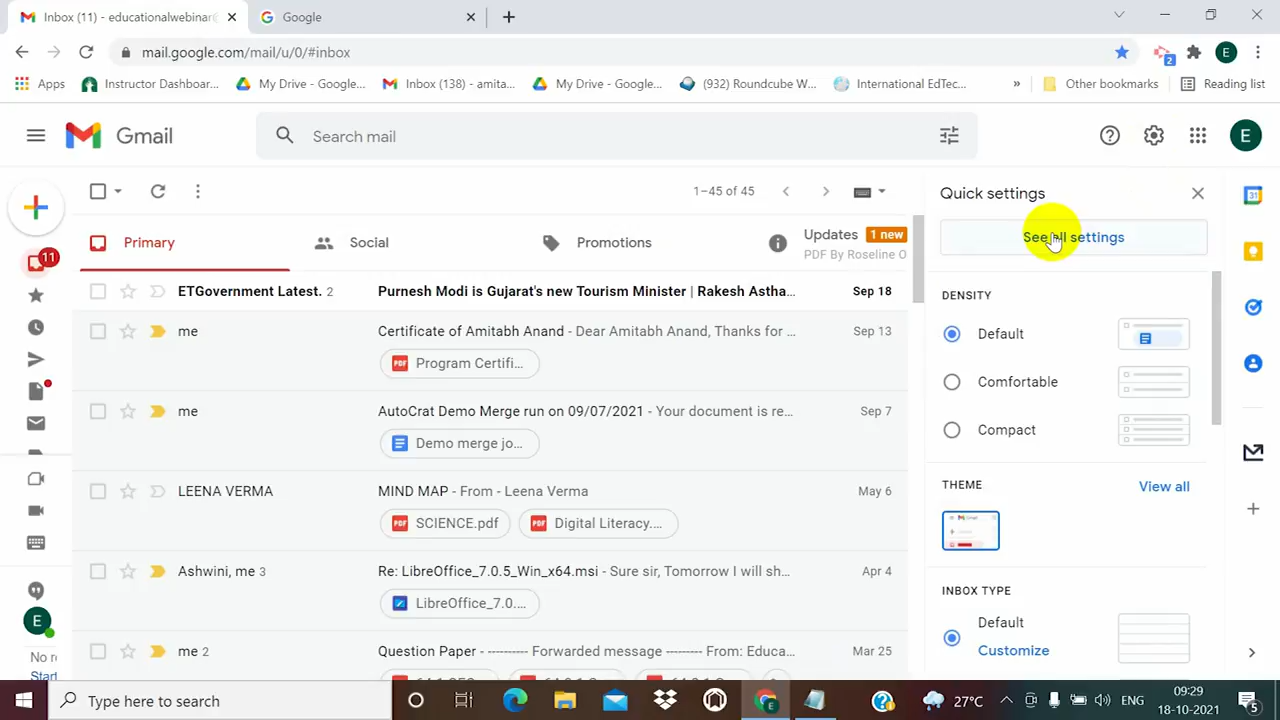 Inbox (11) - educationalwebinar@
Google
mail.google.com/mail/u/0/#inbox
E
2
Apps
Instructor Dashboar...
My Drive - Google...
Inbox (138) - amita...
My Drive - Google...
(932) Roundcube W...
International EdTec...
»
Other bookmarks
Reading list
Gmail
Search mail
E
1–45 of 45
Quick settings
See all settings
Primary
Social
Promotions
Updates
1 new
PDF By Roseline O
11
ETGovernment Latest. 2
Purnesh Modi is Gujarat's new Tourism Minister | Rakesh Astha...
Sep 18
me
Certificate of Amitabh Anand - Dear Amitabh Anand, Thanks for ...
Sep 13
PDF Program Certifi...
me
AutoCrat Demo Merge run on 09/07/2021 - Your document is re...
Sep 7
Demo merge jo...
LEENA VERMA
MIND MAP - From - Leena Verma
May 6
PDF SCIENCE.pdf
PDF Digital Literacy....
Ashwini, me 3
Re: LibreOffice_7.0.5_Win_x64.msi - Sure sir, Tomorrow I will sh...
Apr 4
LibreOffice_7.0....
me 2
Question Paper - --------- Forwarded message --------- From: Educa...
Mar 25
DENSITY
Default
Comfortable
Compact
THEME
View all
Gmail
INBOX TYPE
Default
Customize
31
E
Start
Type here to search
27°C
ENG
09:29
18-10-2021
5